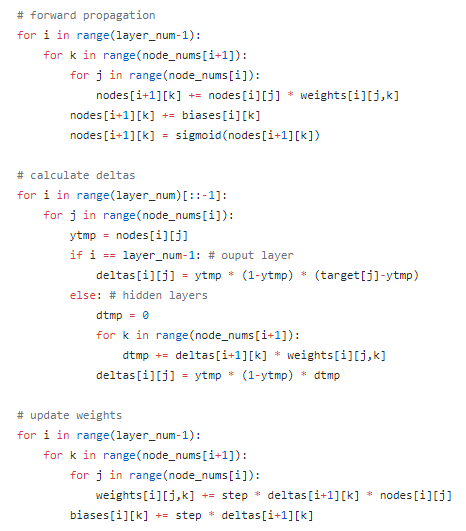 # forward propagation
for i in range(layer_num-1):
    for k in range(node_nums[i+1]):
        for j in range(node_nums[i]):
            nodes[i+1][k] += nodes[i][j] * weights[i][j,k]
        nodes[i+1][k] += biases[i][k]
        nodes[i+1][k] = sigmoid(nodes[i+1][k])

# calculate deltas
for i in range(layer_num)[::-1]:
    for j in range(node_nums[i]):
        ytmp = nodes[i][j]
        if i == layer_num-1: # ouput layer
            deltas[i][j] = ytmp * (1-ytmp) * (target[j]-ytmp)
        else: # hidden layers
            dtmp = 0
            for k in range(node_nums[i+1]):
                dtmp += deltas[i+1][k] * weights[i][j,k]
            deltas[i][j] = ytmp * (1-ytmp) * dtmp

# update weights
for i in range(layer_num-1):
    for k in range(node_nums[i+1]):
        for j in range(node_nums[i]):
            weights[i][j,k] += step * deltas[i+1][k] * nodes[i][j]
        biases[i][k] += step * deltas[i+1][k]